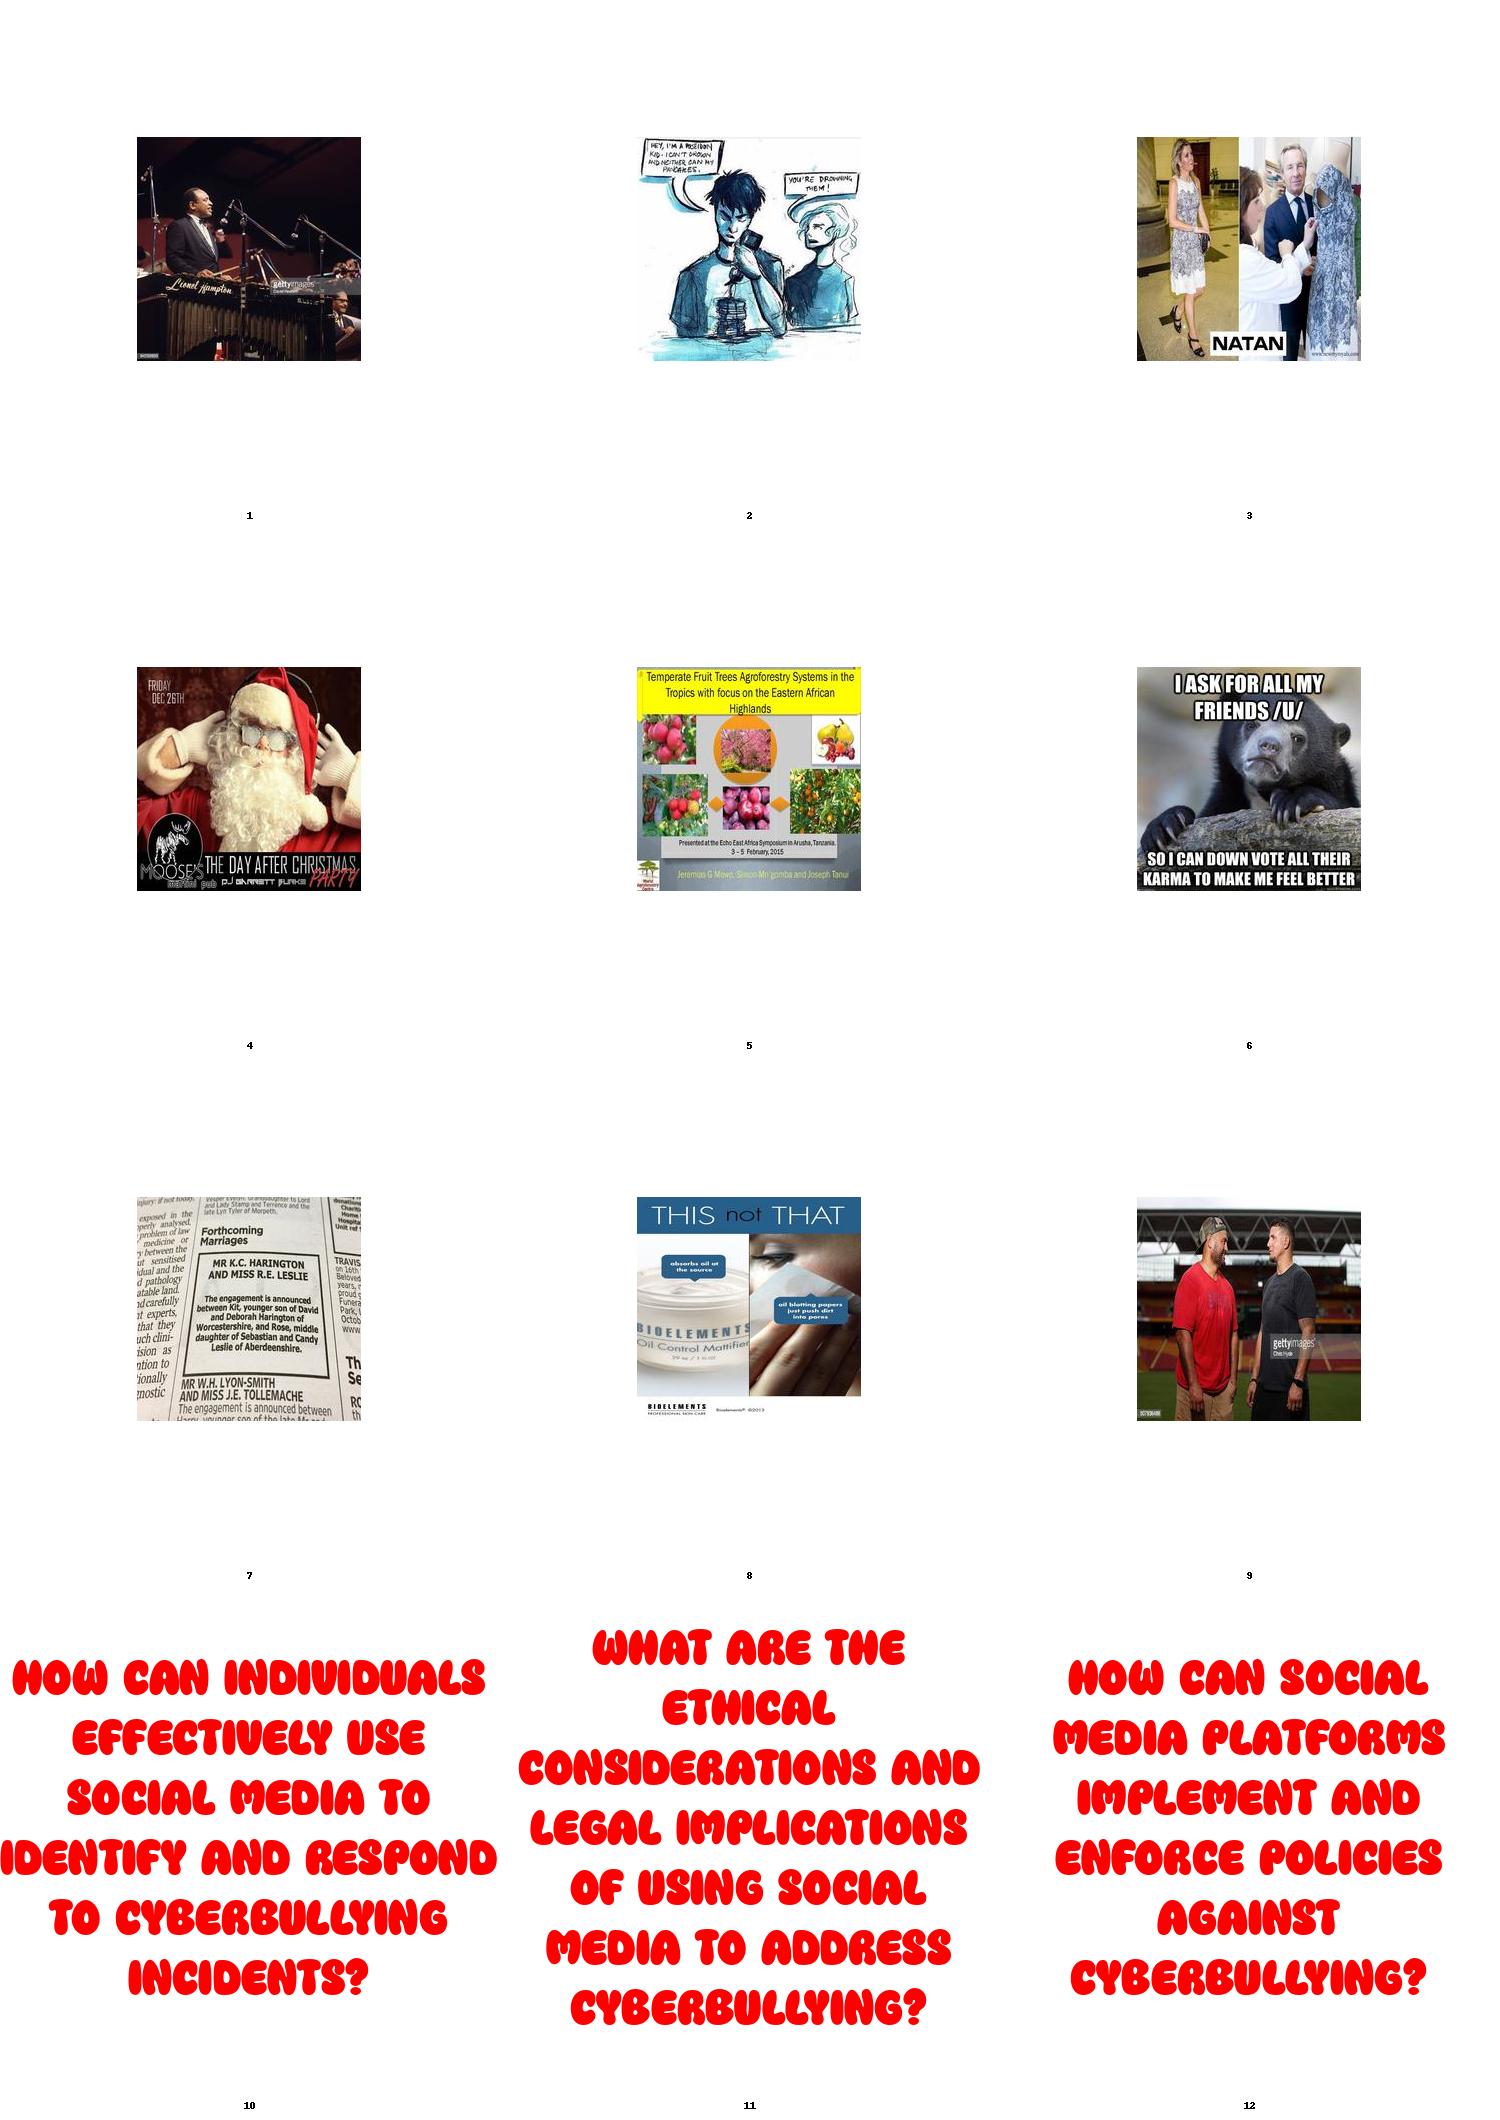 Lionel Hampton
gettyimages
1
HEY, I'M A POSEIDON
KID. I CAN'T DROWN
AND NEITHER CAN MY
PANCAKES.
YOU'RE DROWNING
THEM!
2
NATAN
3
FRIDAY
DEC 26TH
MOOSE'S
martini pub
THE DAY AFTER CHRISTMAS
PARTY
DJ GARRETT BURKE
4
Temperate Fruit Trees Agroforestry Systems in the
Tropics with focus on the Eastern African
Highlands
Presented at the Echo East Africa Symposium in Arusha, Tanzania.
3 – 5 February, 2015
World
Agroforestry
Centre
Jeremias G Mowo, Simon Mn'gomba and Joseph Tanui
5
I ASK FOR ALL MY
FRIENDS /U/
SO I CAN DOWN VOTE ALL THEIR
KARMA TO MAKE ME FEEL BETTER
6
Forthcoming
Marriages
MR K.C. HARINGTON
AND MISS R.E. LESLIE
The engagement is announced
between Kit, younger son of David
and Deborah Harington of
Worcestershire, and Rose, middle
daughter of Sebastian and Candy
Leslie of Aberdeenshire.
MR W.H. LYON-SMITH
AND MISS J.E. TOLLEMACHE
The engagement is announced between
7
THIS not THAT
absorbs oil at
the source
oil blotting papers
just push dirt
into pores
BIOELEMENTS
Oil Control Mattifier
BIOELEMENTS
PROFESSIONAL SKIN CARE
Bioelements® ©2013
8
gettyimages
Chris Hyde
9
HOW CAN INDIVIDUALS
EFFECTIVELY USE
SOCIAL MEDIA TO
IDENTIFY AND RESPOND
TO CYBERBULLYING
INCIDENTS?
10
WHAT ARE THE
ETHICAL
CONSIDERATIONS AND
LEGAL IMPLICATIONS
OF USING SOCIAL
MEDIA TO ADDRESS
CYBERBULLYING?
11
HOW CAN SOCIAL
MEDIA PLATFORMS
IMPLEMENT AND
ENFORCE POLICIES
AGAINST
CYBERBULLYING?
12